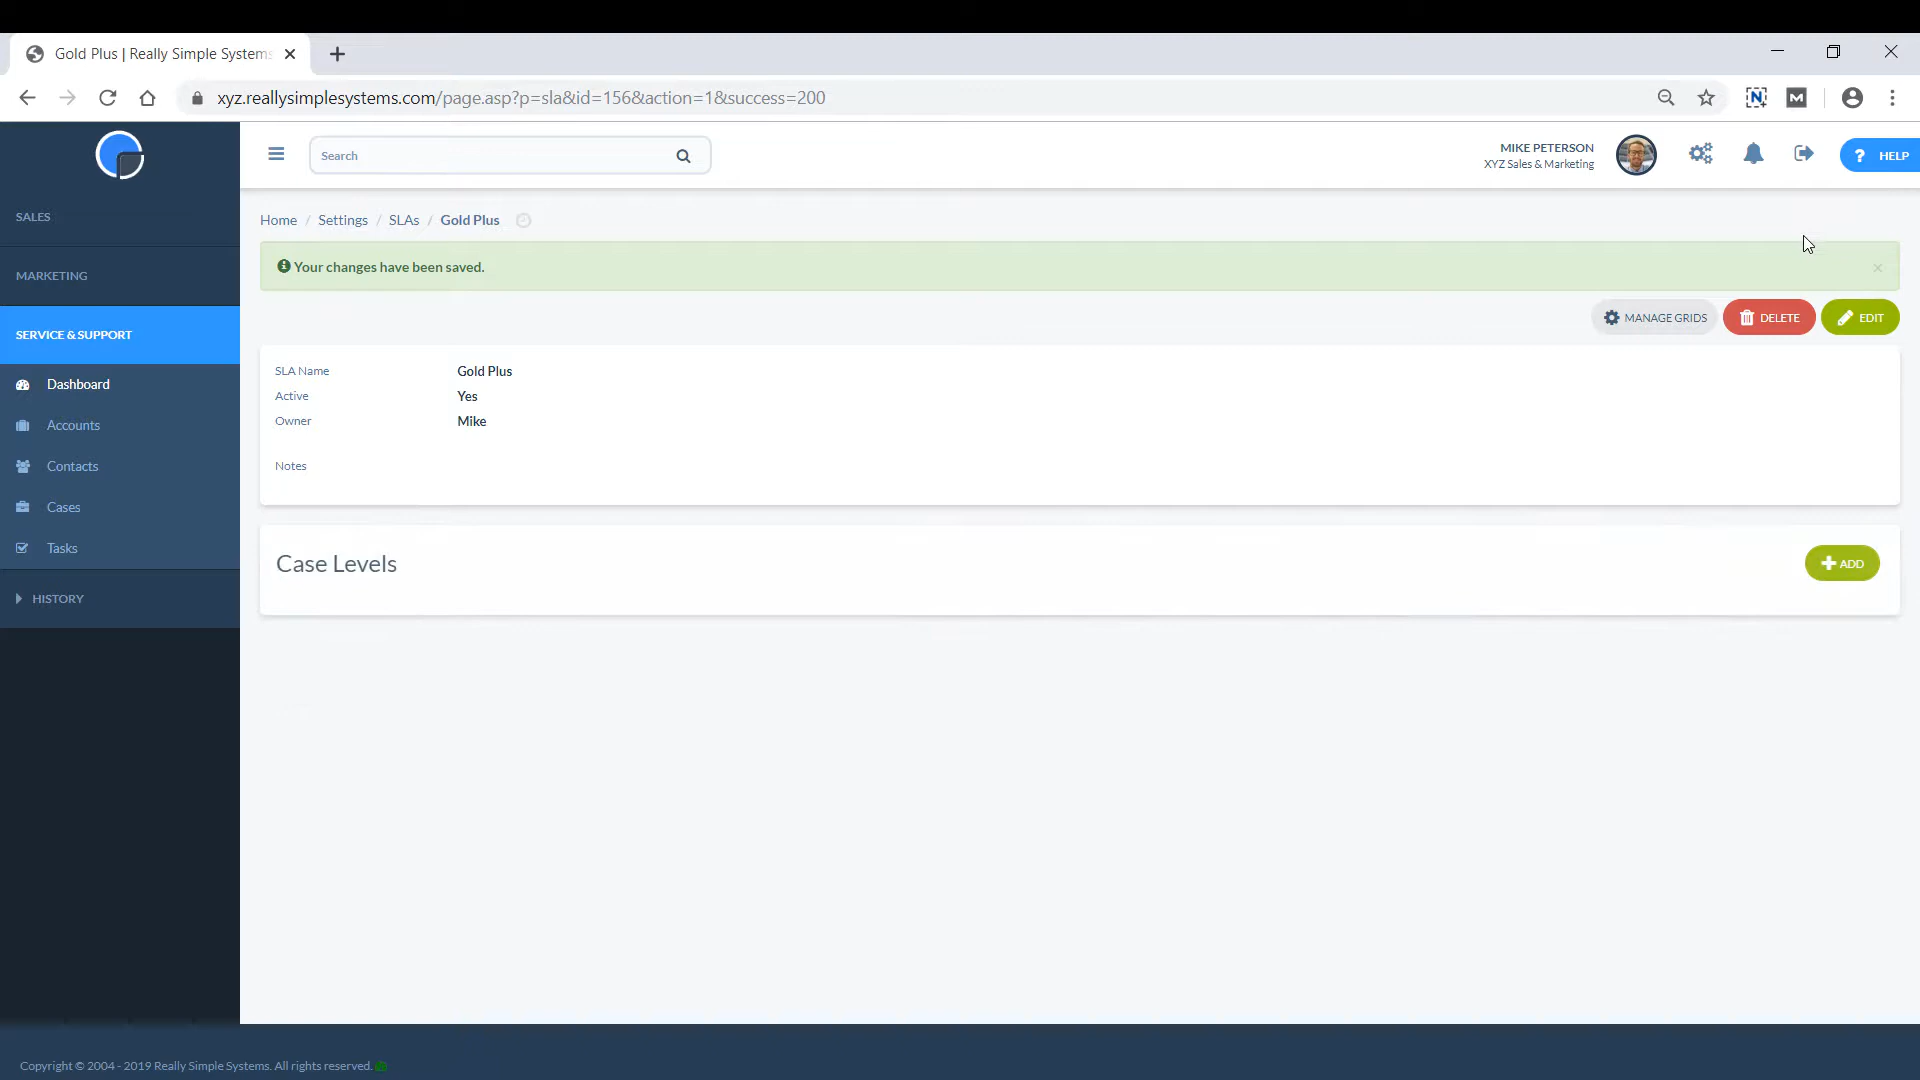 Gold Plus | Really Simple Systems
xyz.reallysimplesystems.com/page.asp?p=sla&id=156&action=1&success=200
N
M
Search
MIKE PETERSON
XYZ Sales & Marketing
? HELP
SALES
MARKETING
SERVICE & SUPPORT
Dashboard
Accounts
Contacts
Cases
Tasks
HISTORY
Home / Settings / SLAs / Gold Plus
Your changes have been saved.
×
MANAGE GRIDS
DELETE
EDIT
SLA Name Gold Plus
Active Yes
Owner Mike
Notes
Case Levels
ADD
Copyright © 2004 - 2019 Really Simple Systems. All rights reserved.